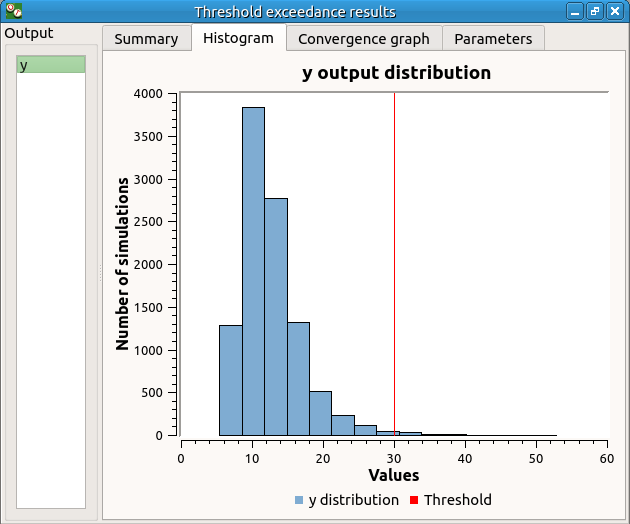 Threshold exceedance results
Output
Summary Histogram Convergence graph Parameters
y
y output distribution
4000
3500
3000
2500
2000
1500
1000
500
0
Number of simulations
0 10 20 30 40 50 60
Values
y distribution Threshold